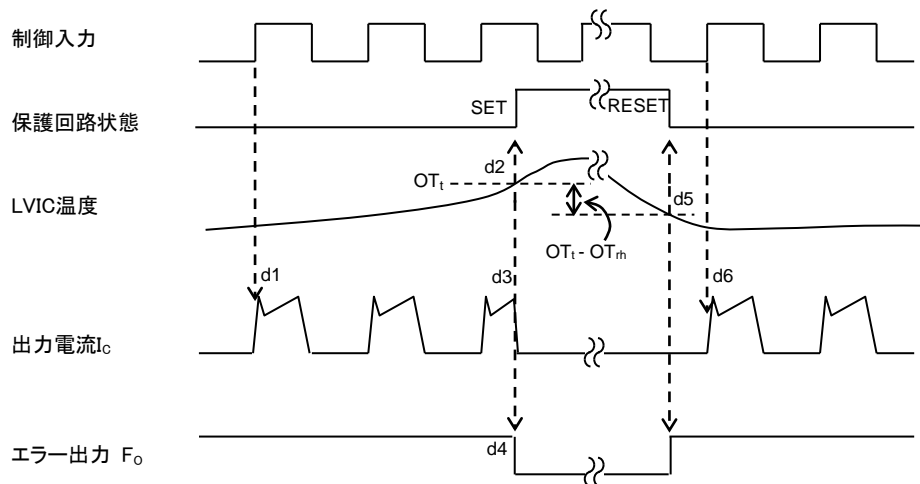 制御入力
SET
RESET
保護回路状態
d2
OTt
d5
LVIC温度
OTt - OTrh
d1
d3
d6
出力電流IC
d4
エラー出力 FO